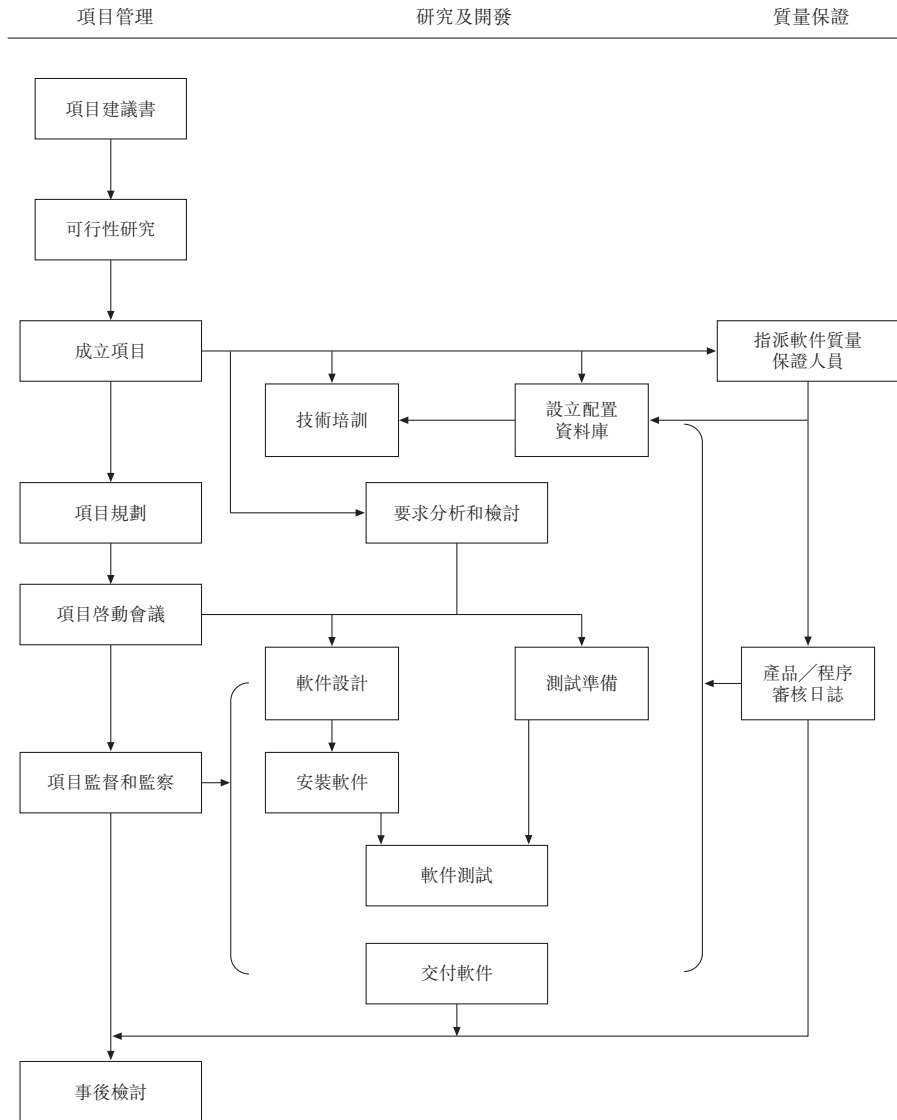 項目管理
研究及開發
質量保證
項目建議書
可行性研究
成立項目
指派軟件質量
保證人員
技術培訓
設立配置
資料庫
項目規劃
要求分析和檢討
項目啓動會議
軟件設計
測試準備
產品／程序
審核日誌
項目監督和監察
安裝軟件
軟件測試
交付軟件
事後檢討